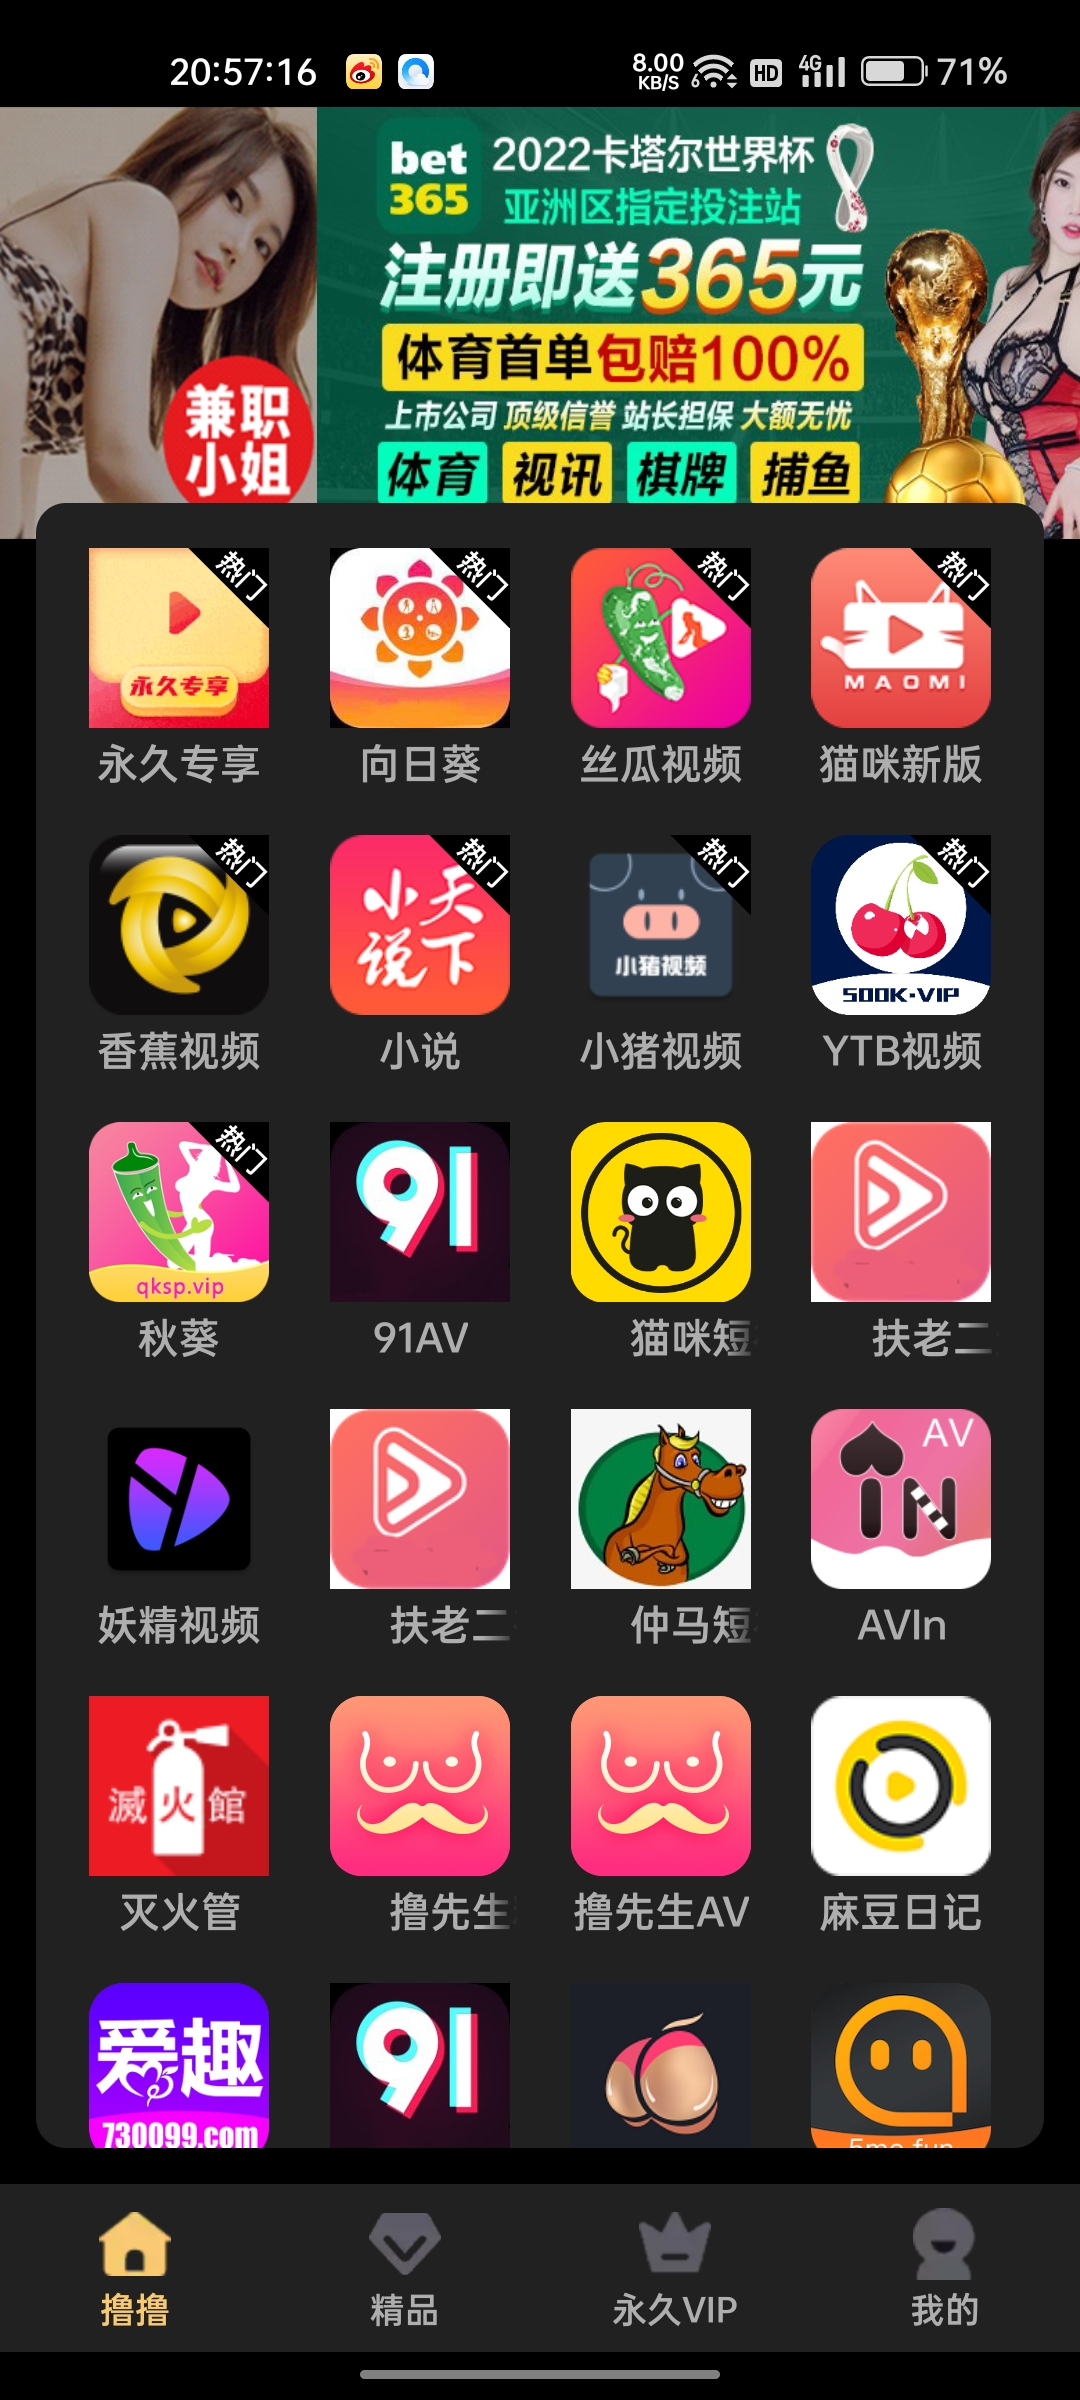 20:57:16
8.00
KB/S
6
HD
4G
71%
兼职
小姐
bet
365
2022卡塔尔世界杯
亚洲区指定投注站
注册即送365元
体育首单包赔100%
上市公司 顶级信誉 站长担保 大额无忧
体育 视讯 棋牌 捕鱼
热门 热门 热门 热门
永久专享
MAOMI
永久专享 向日葵 丝瓜视频 猫咪新版
热门 热门 热门 热门
小说
天下
小猪视频
500K·VIP
香蕉视频 小说 小猪视频 YTB视频
热门
qksp.vip
91
秋葵 91AV 猫咪短 扶老二
AV
IN
妖精视频 扶老二 仲马短 AVIn
滅火館
灭火管 撸先生 撸先生AV 麻豆日记
爱趣
730099.com
91
撸撸 精品 永久VIP 我的